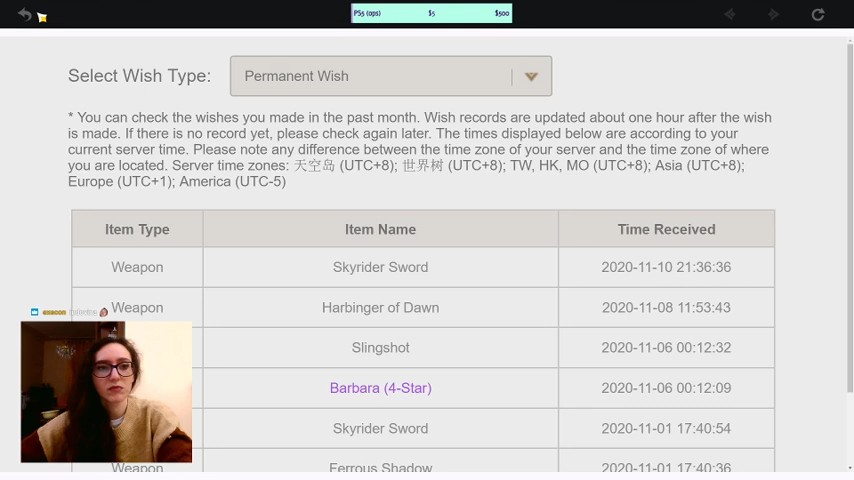 PS5 (ops) $5 $500
Select Wish Type: Permanent Wish
* You can check the wishes you made in the past month. Wish records are updated about one hour after the wish
is made. If there is no record yet, please check again later. The times displayed below are according to your
current server time. Please note any difference between the time zone of your server and the time zone of where
you are located. Server time zones: 天空岛 (UTC+8); 世界树 (UTC+8); TW, HK, MO (UTC+8); Asia (UTC+8);
Europe (UTC+1); America (UTC-5)
Item Type Item Name Time Received
Weapon Skyrider Sword 2020-11-10 21:36:36
Weapon Harbinger of Dawn 2020-11-08 11:53:43
Slingshot 2020-11-06 00:12:32
Barbara (4-Star) 2020-11-06 00:12:09
Skyrider Sword 2020-11-01 17:40:54
Weapon Ferrous Shadow 2020-11-01 17:40:36